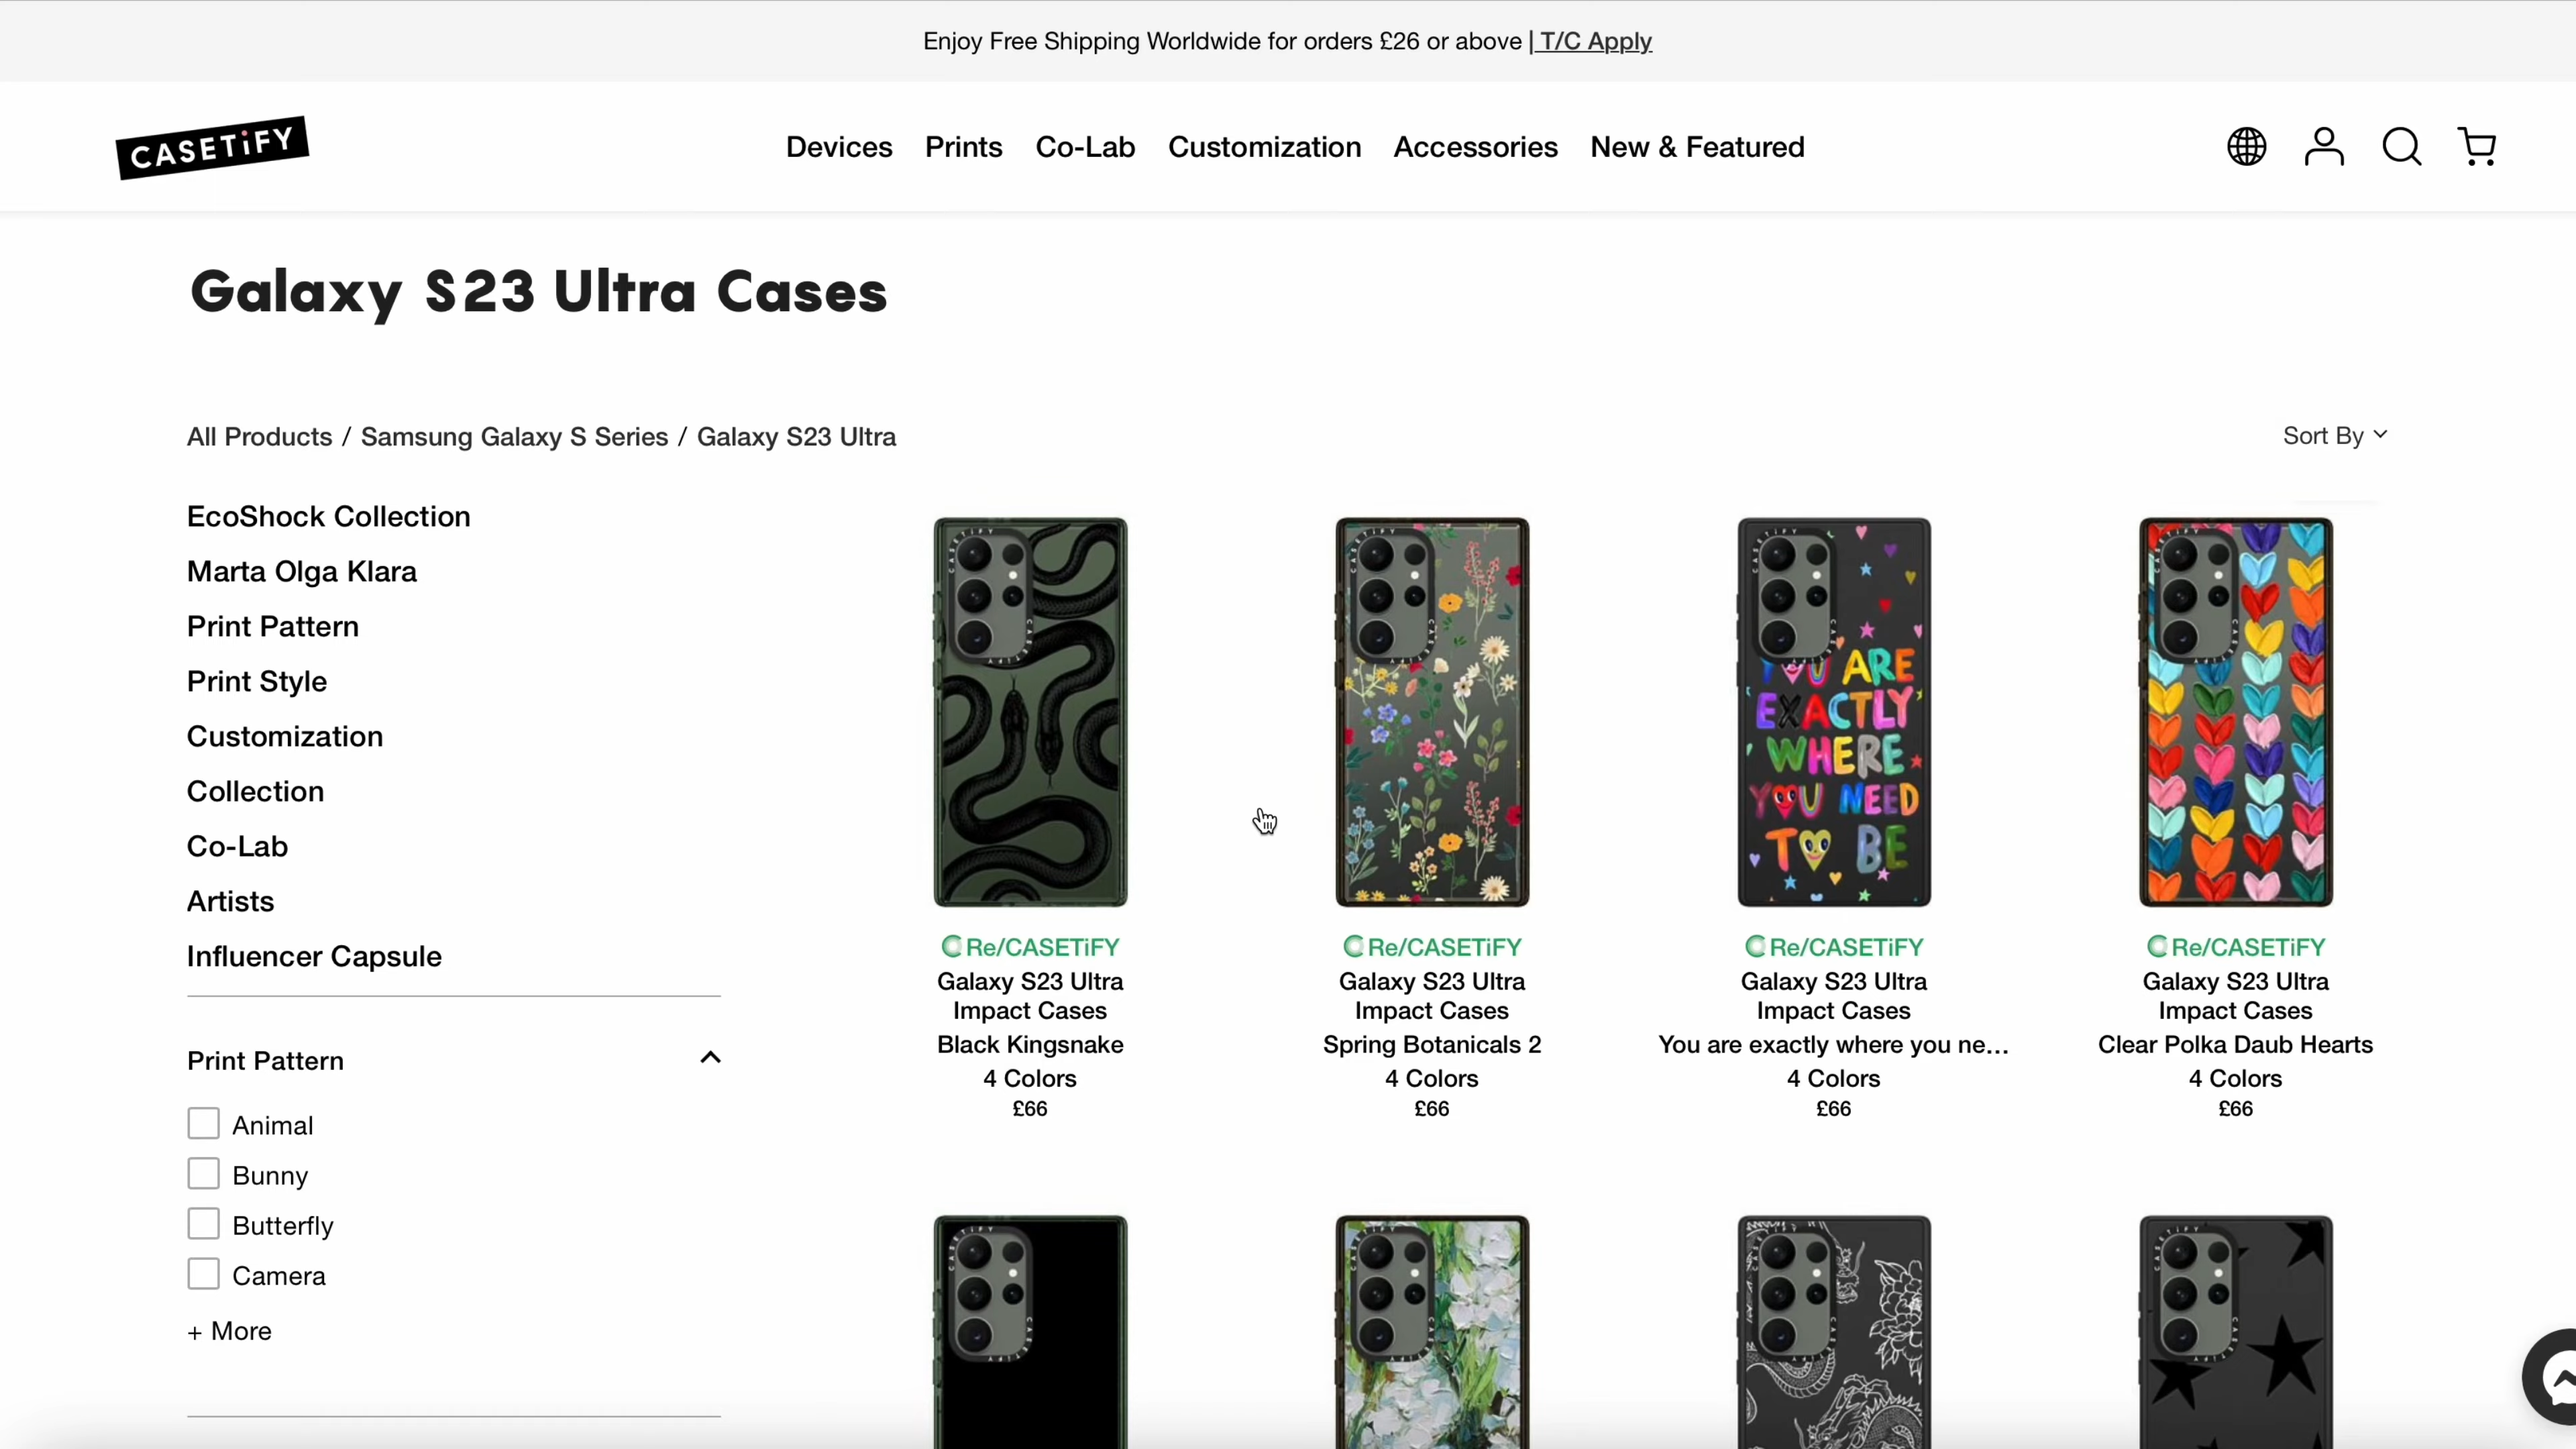 Enjoy Free Shipping Worldwide for orders £26 or above | T/C Apply
CASETiFY
Devices Prints Co-Lab Customization Accessories New & Featured
Galaxy S23 Ultra Cases
All Products / Samsung Galaxy S Series / Galaxy S23 Ultra
Sort By
EcoShock Collection
Marta Olga Klara
Print Pattern
Print Style
Customization
Collection
Co-Lab
Artists
Influencer Capsule
Print Pattern
Animal
Bunny
Butterfly
Camera
+ More
YOU ARE
EXACTLY
WHERE
YOU NEED
TO BE
Re/CASETiFY
Galaxy S23 Ultra
Impact Cases
Black Kingsnake
4 Colors
£66
Re/CASETiFY
Galaxy S23 Ultra
Impact Cases
Spring Botanicals 2
4 Colors
£66
Re/CASETiFY
Galaxy S23 Ultra
Impact Cases
You are exactly where you ne...
4 Colors
£66
Re/CASETiFY
Galaxy S23 Ultra
Impact Cases
Clear Polka Daub Hearts
4 Colors
£66